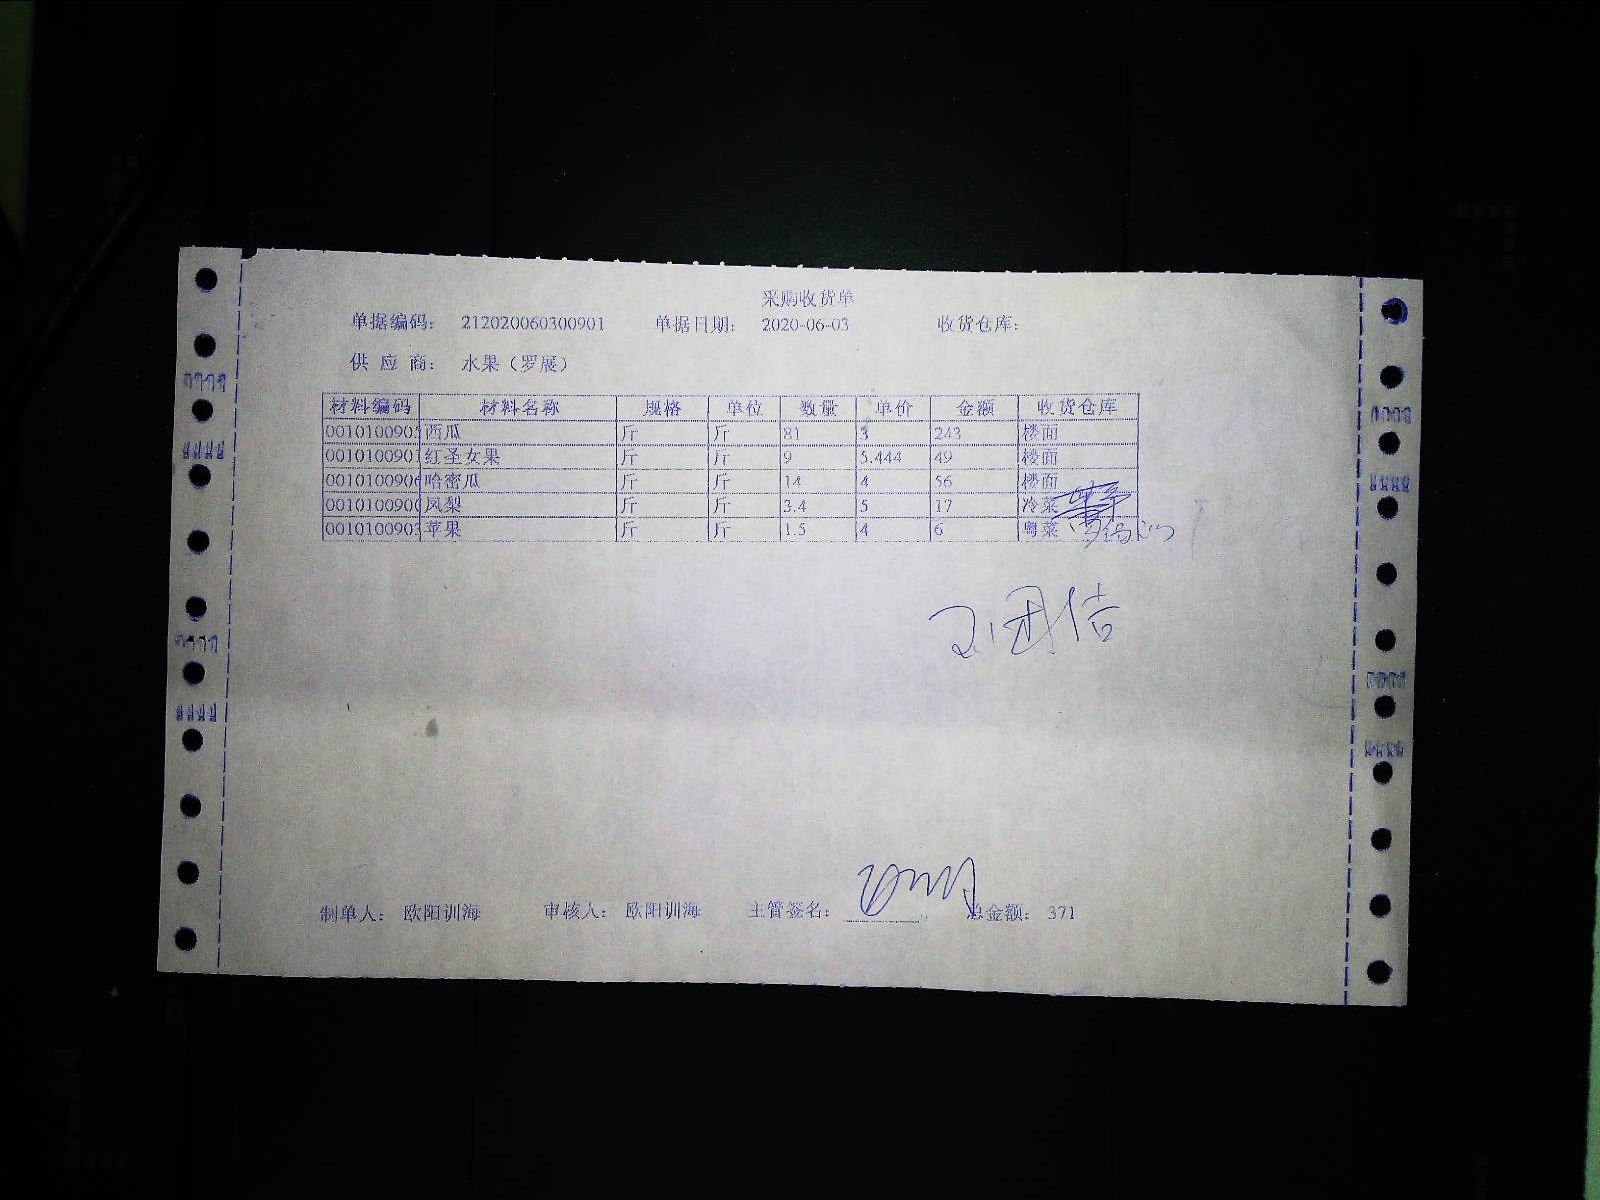 采购收货单
单据编码: 212020060300901 单据日期: 2020-06-03 收货仓库:
供 应 商: 水果（罗展）
材料编码 材料名称 规格 单位 数量 单价 金额 收货仓库
0010100905 西瓜 斤 斤 81 3 243 楼面
001010090 红圣女果 斤 斤 9 5.444 49 楼面
001010090 哈密瓜 斤 斤 14 4 56 楼面
001010090 凤梨 斤 斤 3.4 5 17 冷菜
001010090 苹果 斤 斤 1.5 4 6 粤菜
制单人: 欧阳训海 审核人: 欧阳训海 主管签名: 总金额: 371